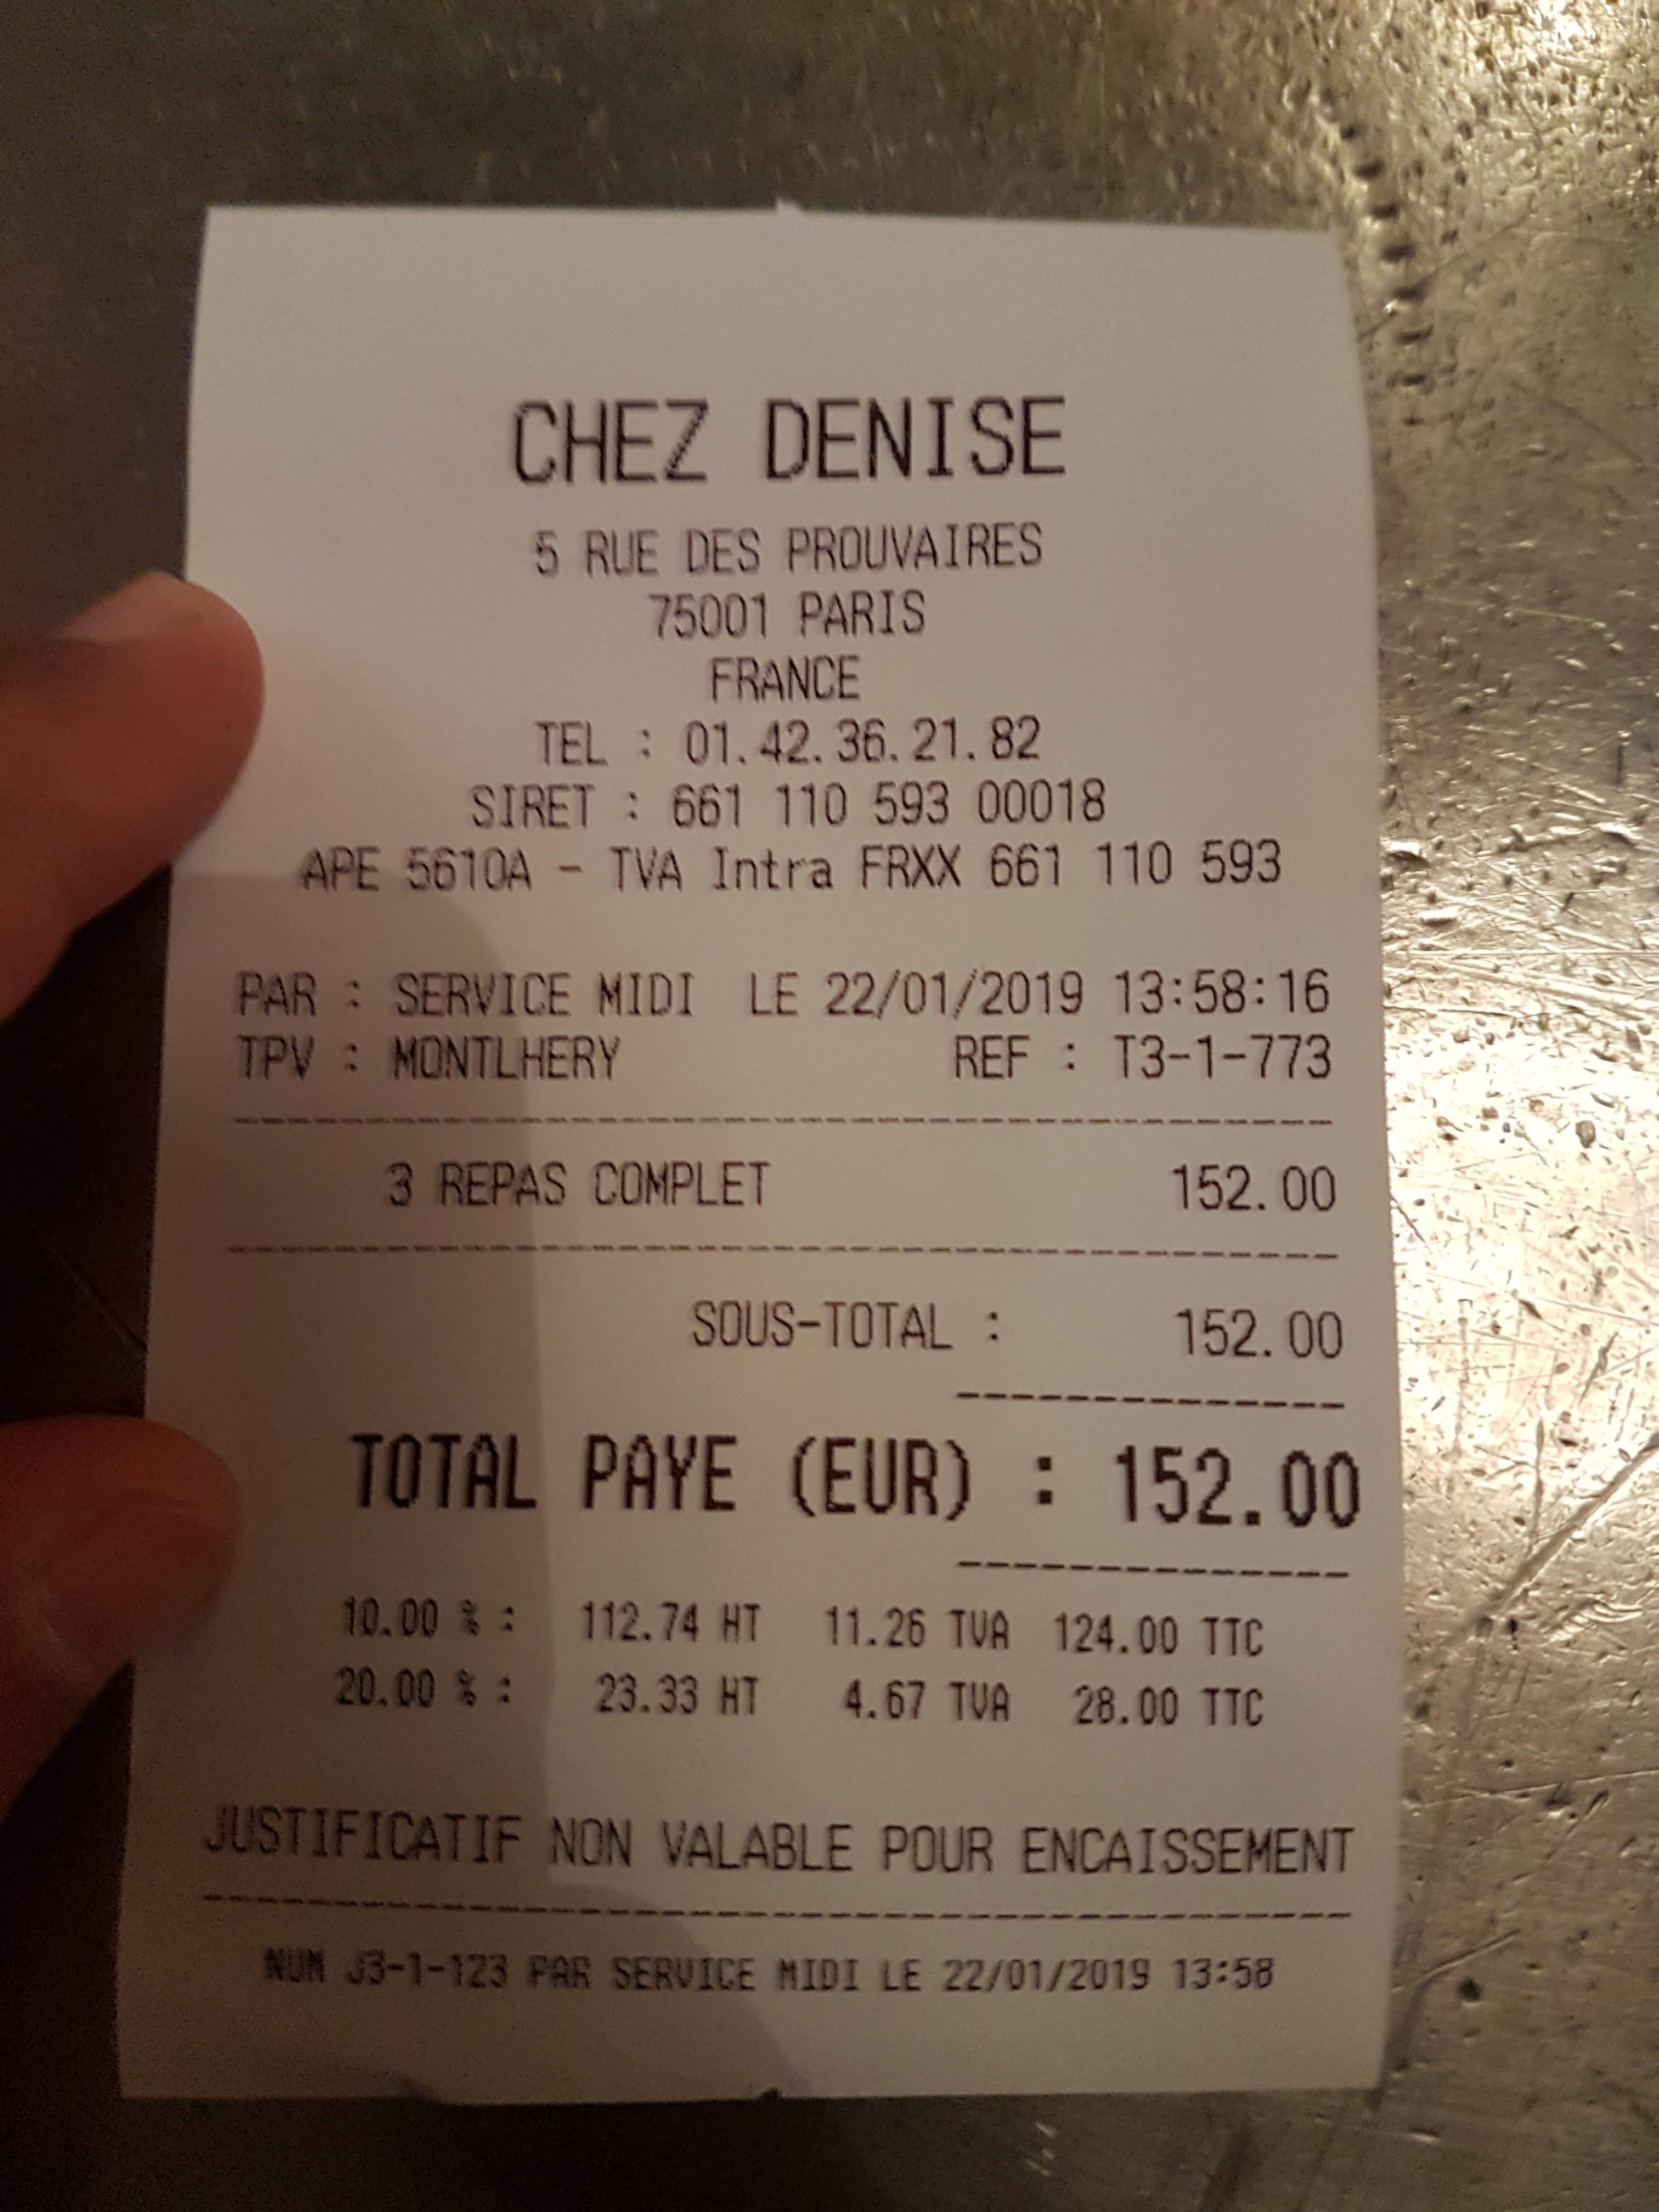 CHEZ DENISE
5 RUE DES PROUVAIRES
75001 PARIS
FRANCE
TEL : 01.42.36.21.82
SIRET : 661 110 593 00018
APE 5610A - TVA Intra FRXX 661 110 593
PAR : SERVICE MIDI LE 22/01/2019 13:58:16
TPV : MONTLHERY REF : T3-1-773
3 REPAS COMPLET 152.00
SOUS-TOTAL : 152.00
TOTAL PAYE (EUR) : 152.00
10.00 % : 112.74 HT 11.26 TVA 124.00 TTC
20.00 % : 23.33 HT 4.67 TVA 28.00 TTC
JUSTIFICATIF NON VALABLE POUR ENCAISSEMENT
NUM J3-1-123 PAR SERVICE MIDI LE 22/01/2019 13:58